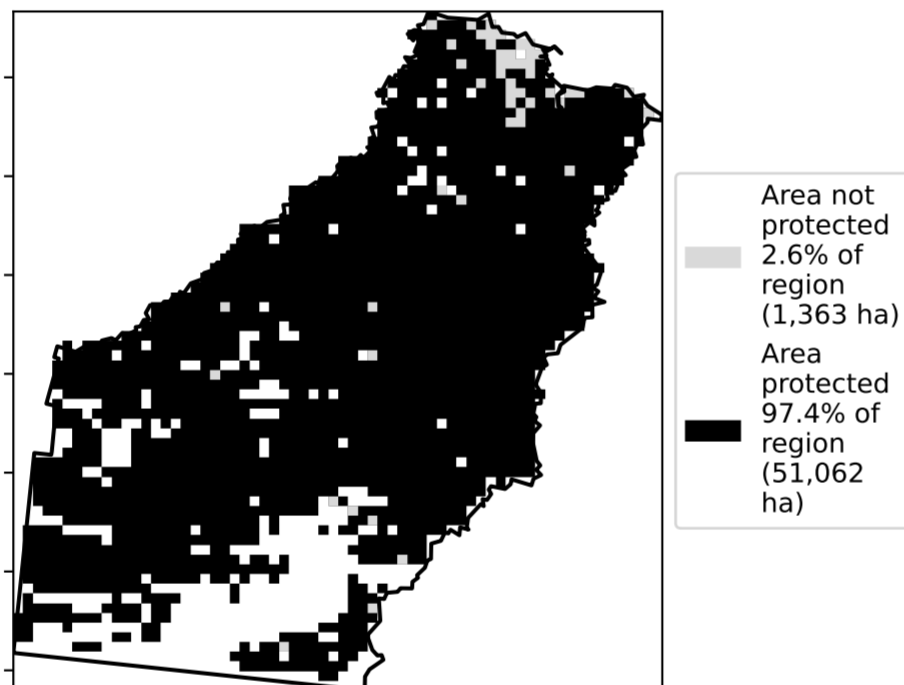 Area not
protected
2.6% of
region
(1,363 ha)
Area
protected
97.4% of
region
(51,062
ha)